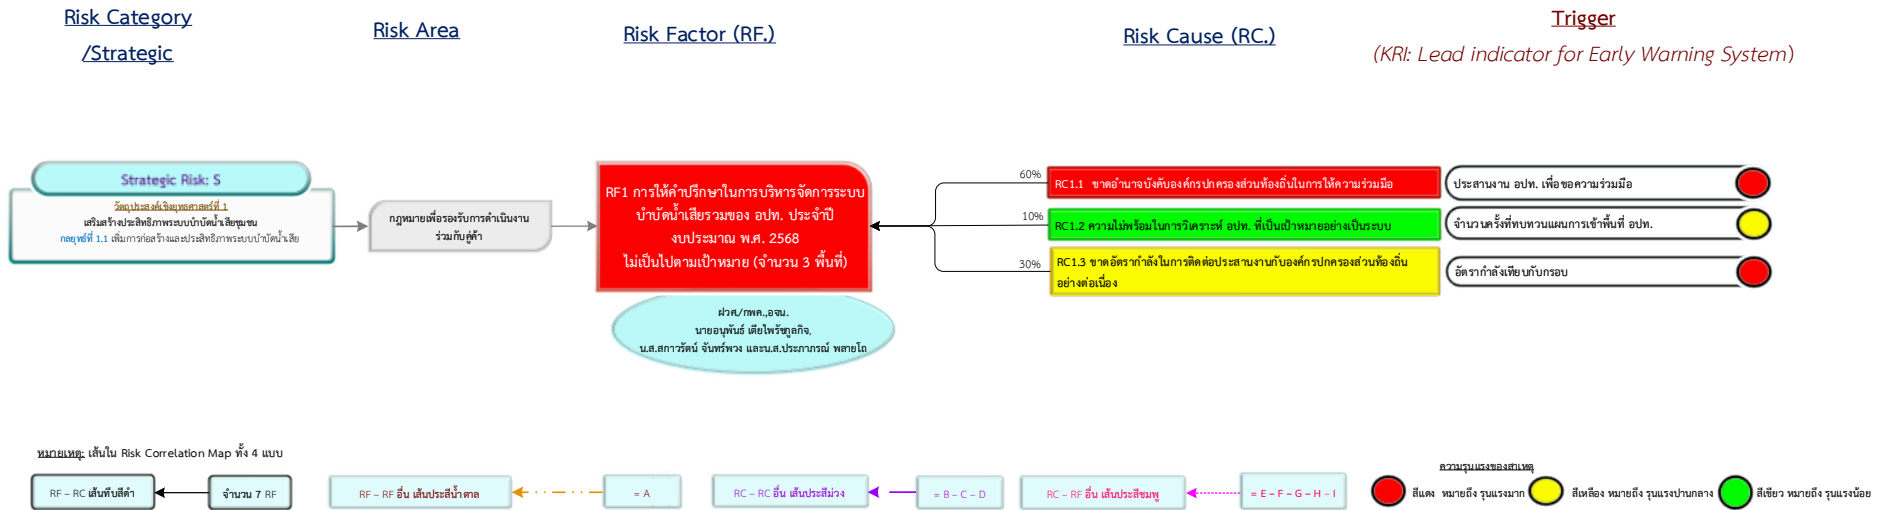 Risk Category
/Strategic
Risk Area
Risk Factor (RF.)
Risk Cause (RC.)
Trigger
(KRI: Lead indicator for Early Warning System)
Strategic Risk: S
วัตถุประสงค์เชิงยุทธศาสตร์ที่ 1
เสริมสร้างประสิทธิภาพระบบบำบัดน้ำเสียชุมชน
กลยุทธ์ที่ 1.1 เพิ่มการก่อสร้างและประสิทธิภาพระบบบำบัดน้ำเสีย
กฎหมายเพื่อรองรับการดำเนินงาน
ร่วมกับคู่ค้า
RF1 การให้คำปรึกษาในการบริหารจัดการระบบ
บำบัดน้ำเสียรวมของ อปท. ประจำปี
งบประมาณ พ.ศ. 2568
ไม่เป็นไปตามเป้าหมาย (จำนวน 3 พื้นที่)
ฝวศ./กพค.,อจน.
นายอนุพันธ์ เตียไพรัชกูลกิจ,
น.ส.สกาวรัตน์ จันทร์พวง และน.ส.ประภาภรณ์ พลายโถ
60%
RC1.1 ขาดอำนาจบังคับองค์กรปกครองส่วนท้องถิ่นในการให้ความร่วมมือ
ประสานงาน อปท. เพื่อขอความร่วมมือ
10%
RC1.2 ความไม่พร้อมในการวิเคราะห์ อปท. ที่เป็นเป้าหมายอย่างเป็นระบบ
จำนวนครั้งที่ทบทวนแผนการเข้าพื้นที่ อปท.
30%
RC1.3 ขาดอัตรากำลังในการติดต่อประสานงานกับองค์กรปกครองส่วนท้องถิ่น
อย่างต่อเนื่อง
อัตรากำลังเทียบกับกรอบ
หมายเหตุ: เส้นใน Risk Correlation Map ทั้ง 4 แบบ
RF – RC เส้นทึบสีดำ
จำนวน 7 RF
RF – RF อื่น เส้นประสีน้ำตาล
= A
RC – RC อื่น เส้นประสีม่วง
= B – C – D
RC – RF อื่น เส้นประสีชมพู
= E – F – G – H – I
ความรุนแรงของสาเหตุ
สีแดง หมายถึง รุนแรงมาก
สีเหลือง หมายถึง รุนแรงปานกลาง
สีเขียว หมายถึง รุนแรงน้อย